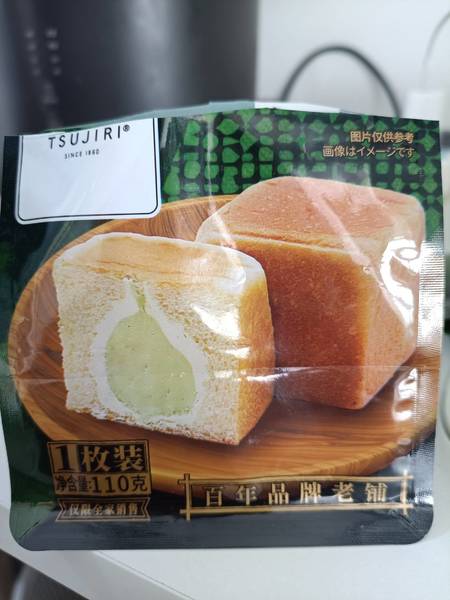 TSUJIRI®
SINCE 1860
图片仅供参考
画像はイメージです
1枚装
净含量:110克
仅限全家销售
百年品牌老铺